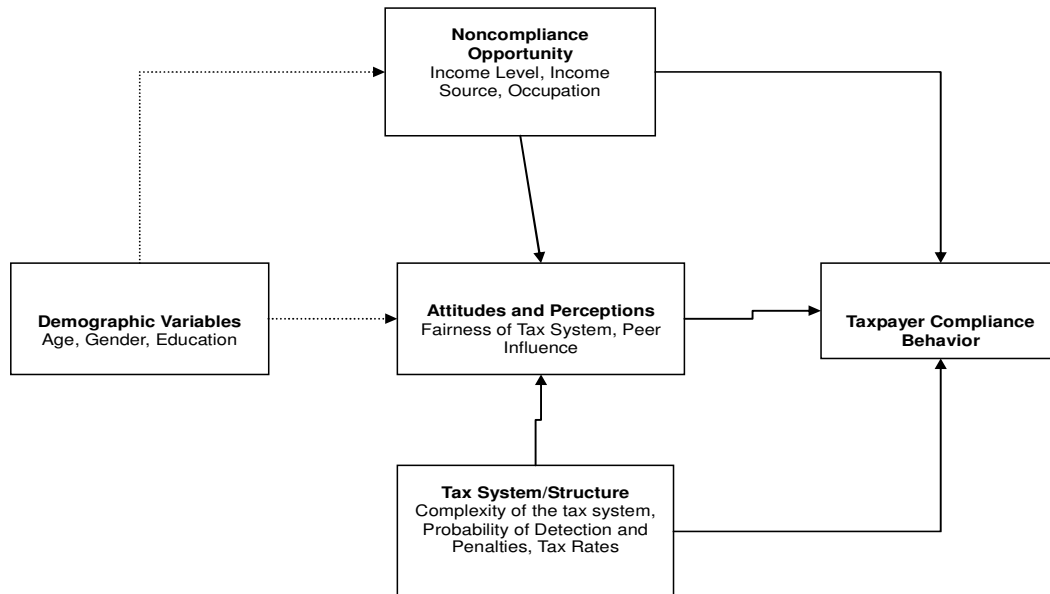 Noncompliance
Opportunity
Income Level, Income
Source, Occupation
Demographic Variables
Age, Gender, Education
Attitudes and Perceptions
Fairness of Tax System, Peer
Influence
Taxpayer Compliance
Behavior
Tax System/Structure
Complexity of the tax system,
Probability of Detection and
Penalties, Tax Rates